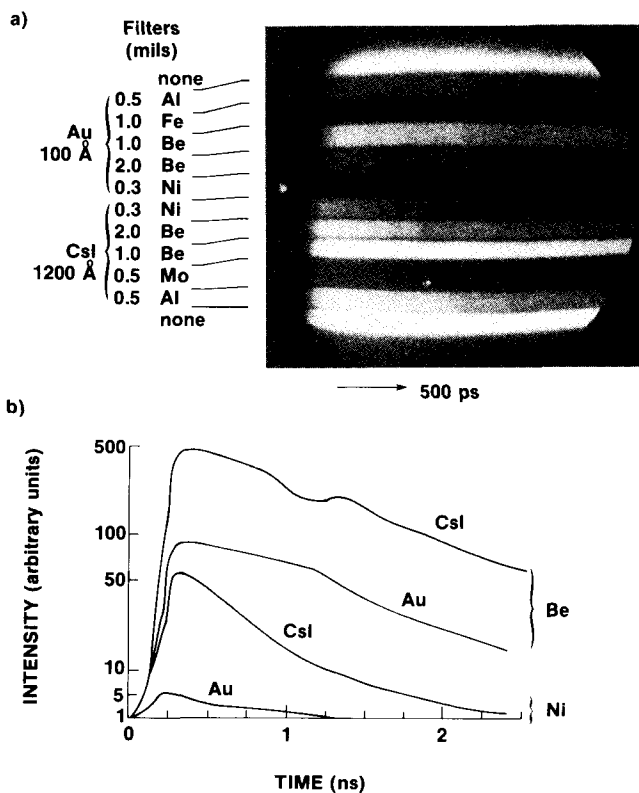 a)
Filters
(mils)
none
0.5 Al
1.0 Fe
1.0 Be
2.0 Be
0.3 Ni
Au
100 Å
0.3 Ni
2.0 Be
1.0 Be
0.5 Mo
0.5 Al
CsI
1200 Å
none
500 ps
b)
INTENSITY (arbitrary units)
500
100
50
10
5
1
CsI
Au
CsI
Au
Be
Ni
1 2
TIME (ns)